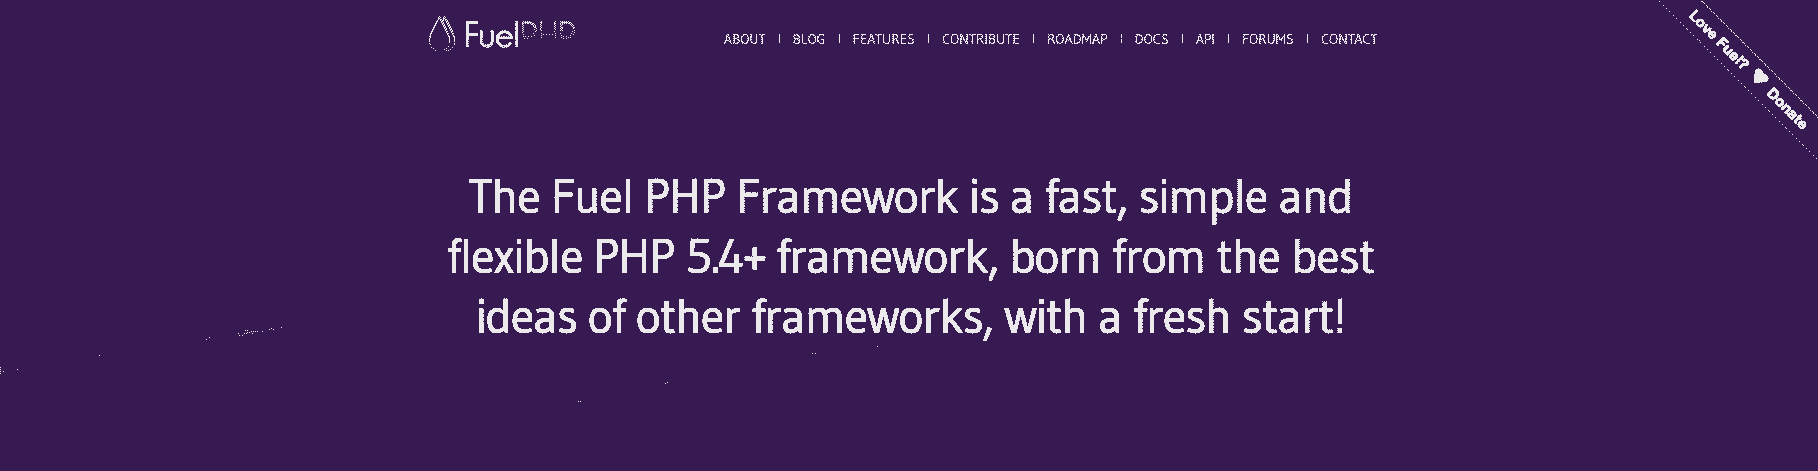 FuelPHP
ABOUT | BLOG | FEATURES | CONTRIBUTE | ROADMAP | DOCS | API | FORUMS | CONTACT
Love Fuel? ♥ Donate
The Fuel PHP Framework is a fast, simple and
flexible PHP 5.4+ framework, born from the best
ideas of other frameworks, with a fresh start!